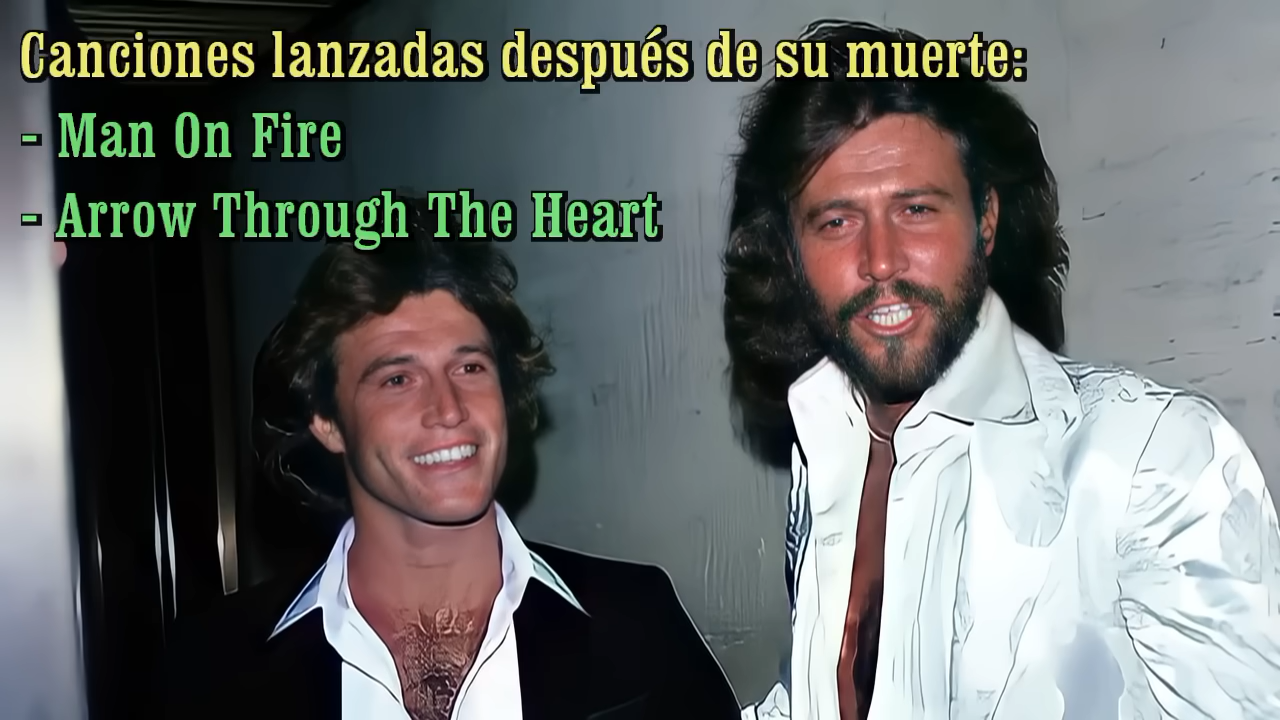 Canciones lanzadas después de su muerte:
- Man On Fire
- Arrow Through The Heart